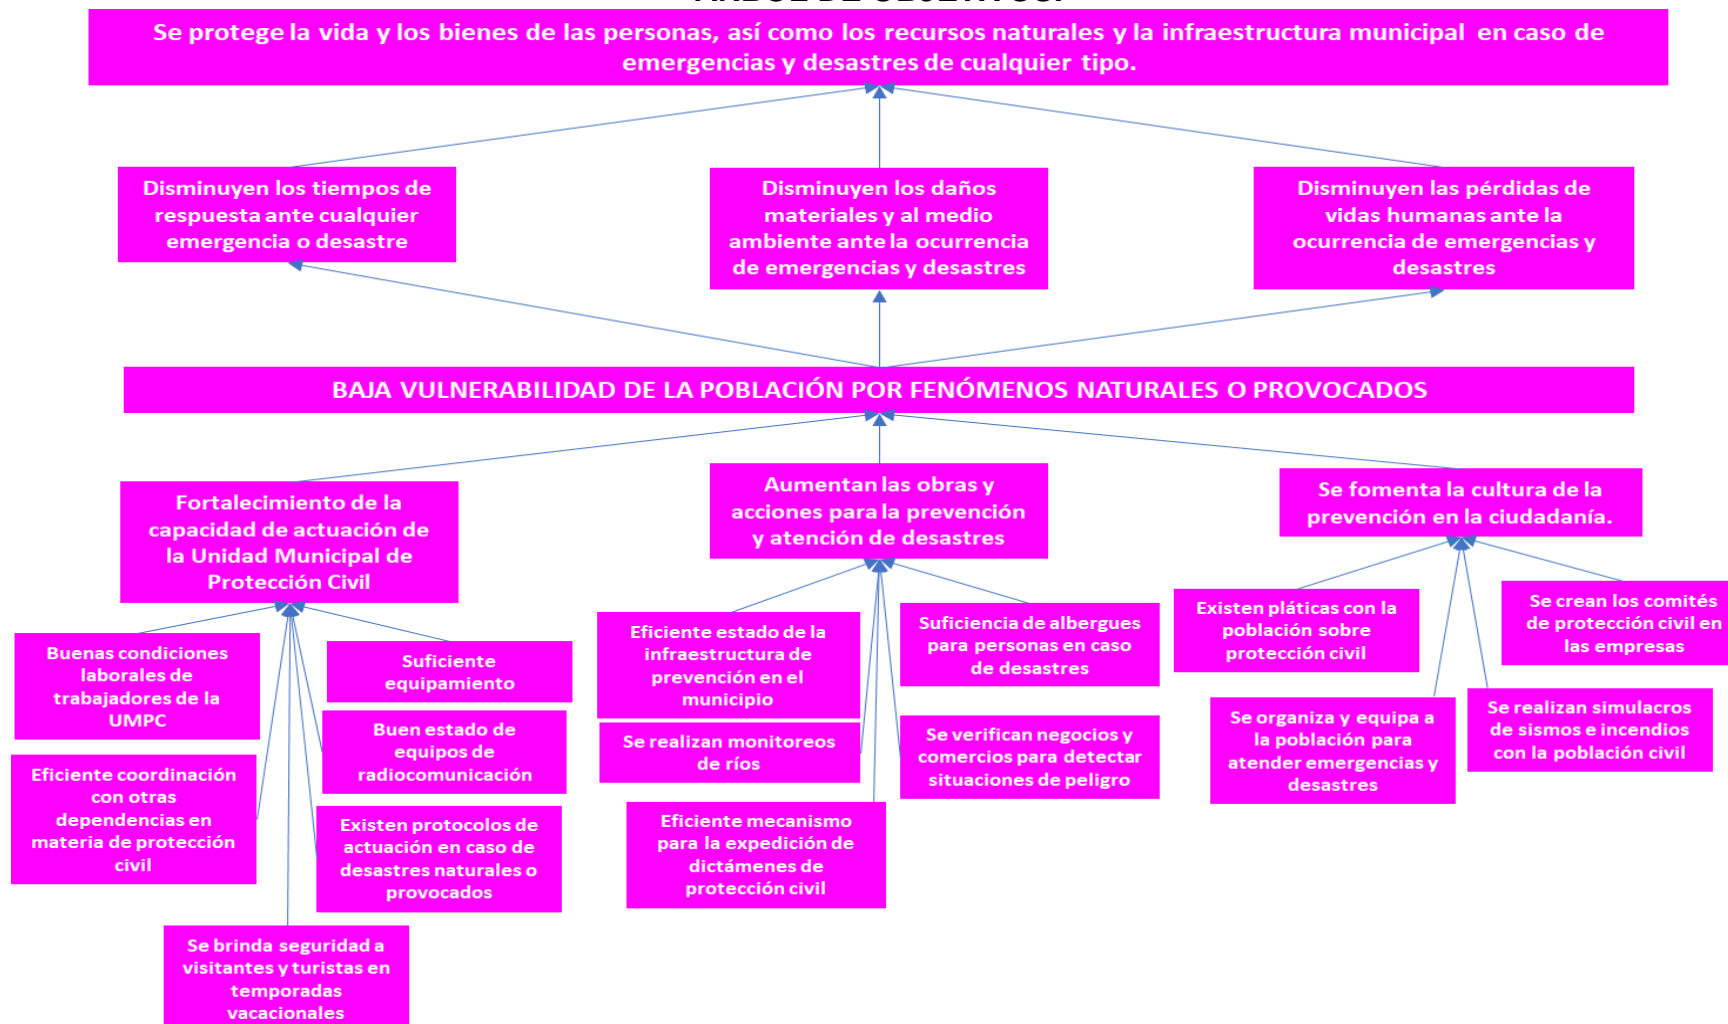 ÁRBOL DE OBJETIVOS.
Se protege la vida y los bienes de las personas, así como los recursos naturales y la infraestructura municipal en caso de
emergencias y desastres de cualquier tipo.
Disminuyen los tiempos de
respuesta ante cualquier
emergencia o desastre
Disminuyen los daños
materiales y al medio
ambiente ante la ocurrencia
de emergencias y desastres
Disminuyen las pérdidas de
vidas humanas ante la
ocurrencia de emergencias y
desastres
BAJA VULNERABILIDAD DE LA POBLACIÓN POR FENÓMENOS NATURALES O PROVOCADOS
Fortalecimiento de la
capacidad de actuación de
la Unidad Municipal de
Protección Civil
Aumentan las obras y
acciones para la prevención
y atención de desastres
Se fomenta la cultura de la
prevención en la ciudadanía.
Buenas condiciones
laborales de
trabajadores de la
UMPC
Suficiente
equipamiento
Buen estado de
equipos de
radiocomunicación
Eficiente coordinación
con otras
dependencias en
materia de protección
civil
Existen protocolos de
actuación en caso de
desastres naturales o
provocados
Se brinda seguridad a
visitantes y turistas en
temporadas
vacacionales
Eficiente estado de la
infraestructura de
prevención en el
municipio
Suficiencia de albergues
para personas en caso
de desastres
Se realizan monitoreos
de ríos
Se verifican negocios y
comercios para detectar
situaciones de peligro
Eficiente mecanismo
para la expedición de
dictámenes de
protección civil
Existen pláticas con la
población sobre
protección civil
Se crean los comités
de protección civil en
las empresas
Se organiza y equipa a
la población para
atender emergencias y
desastres
Se realizan simulacros
de sismos e incendios
con la población civil